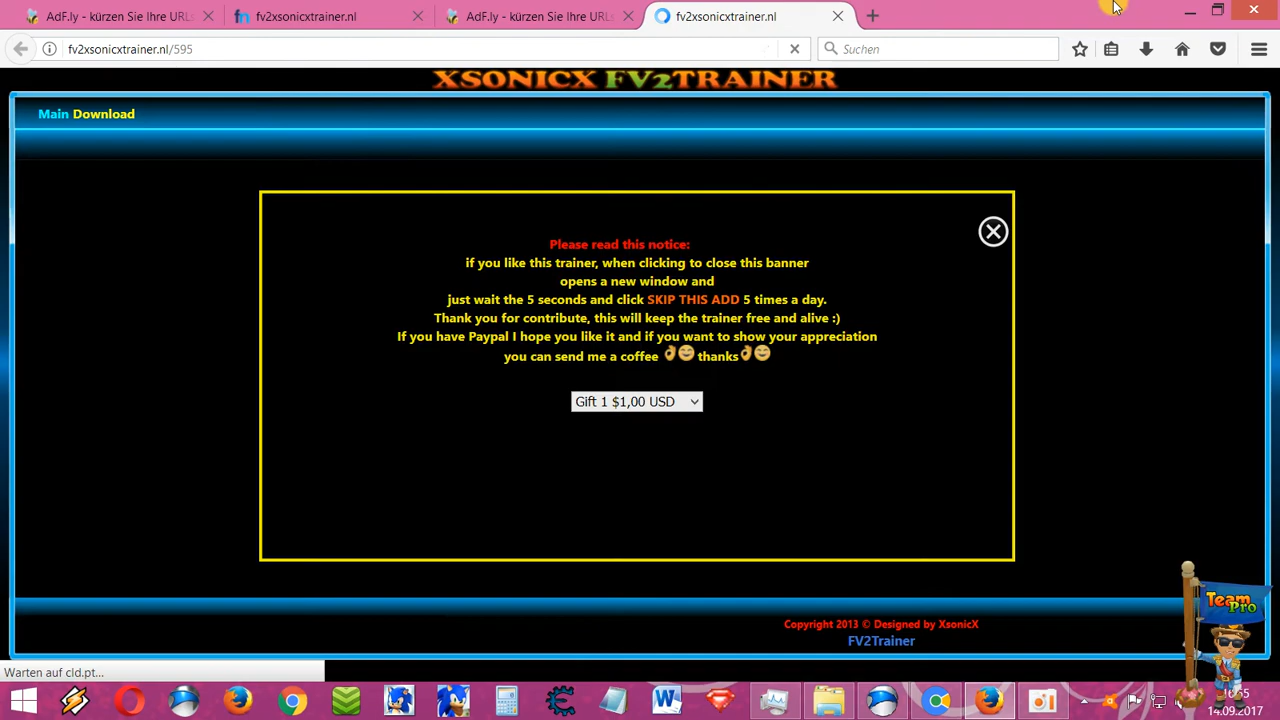 AdF.ly - kürzen Sie Ihre URLs
fv2xsonicxtrainer.nl
AdF.ly - kürzen Sie Ihre URLs
fv2xsonicxtrainer.nl
fv2xsonicxtrainer.nl/595
Suchen
XSONICX FV2TRAINER
Main Download
Please read this notice:
if you like this trainer, when clicking to close this banner
opens a new window and
just wait the 5 seconds and click SKIP THIS ADD 5 times a day.
Thank you for contribute, this will keep the trainer free and alive :)
If you have Paypal I hope you like it and if you want to show your appreciation
you can send me a coffee 👌😊 thanks👌😊
Gift 1 $1,00 USD
Team
Pro
Copyright 2013 © Designed by XsonicX
FV2Trainer
Warten auf cld.pt...
14.09.2017